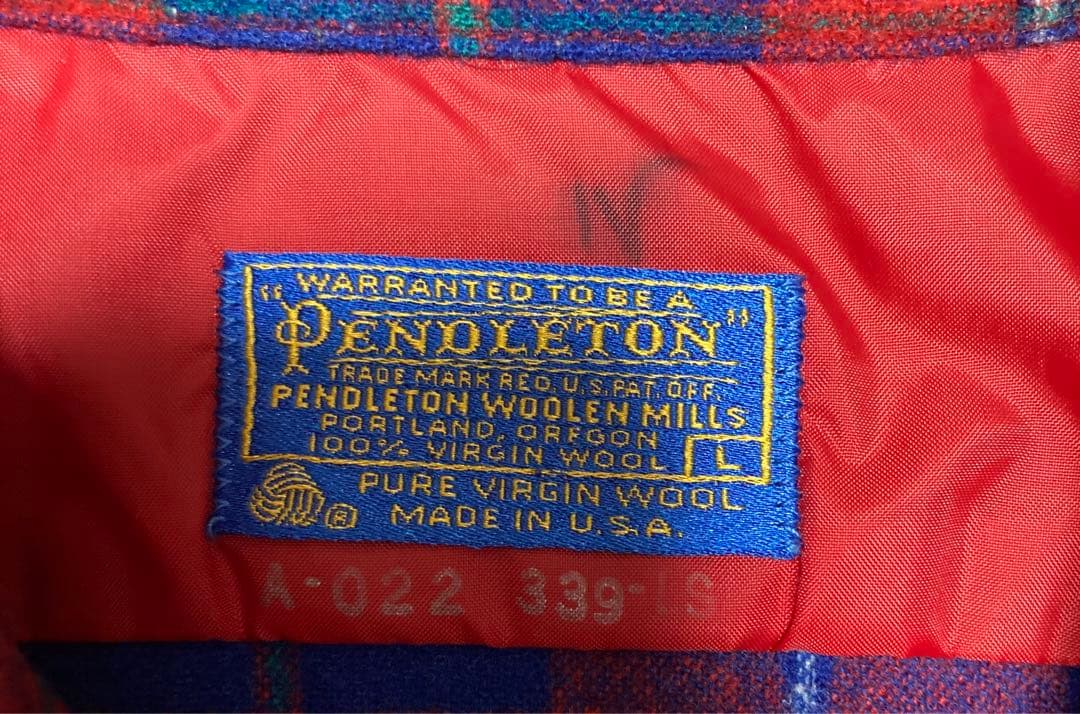 WARRANTED TO BE A
"PENDLETON"
TRADE MARK REG. U.S. PAT. OFF.
PENDLETON WOOLEN MILLS
PORTLAND, OREGON
100% VIRGIN WOOL L
PURE VIRGIN WOOL
® MADE IN U.S.A.
A-022 339-